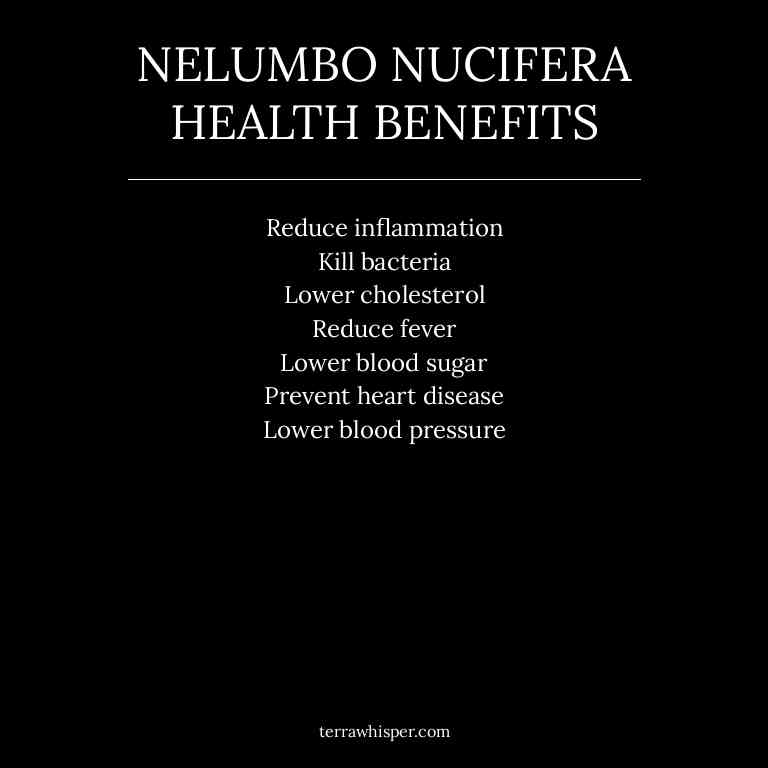 NELUMBO NUCIFERA
HEALTH BENEFITS
Reduce inflammation
Kill bacteria
Lower cholesterol
Reduce fever
Lower blood sugar
Prevent heart disease
Lower blood pressure
terrawhisper.com